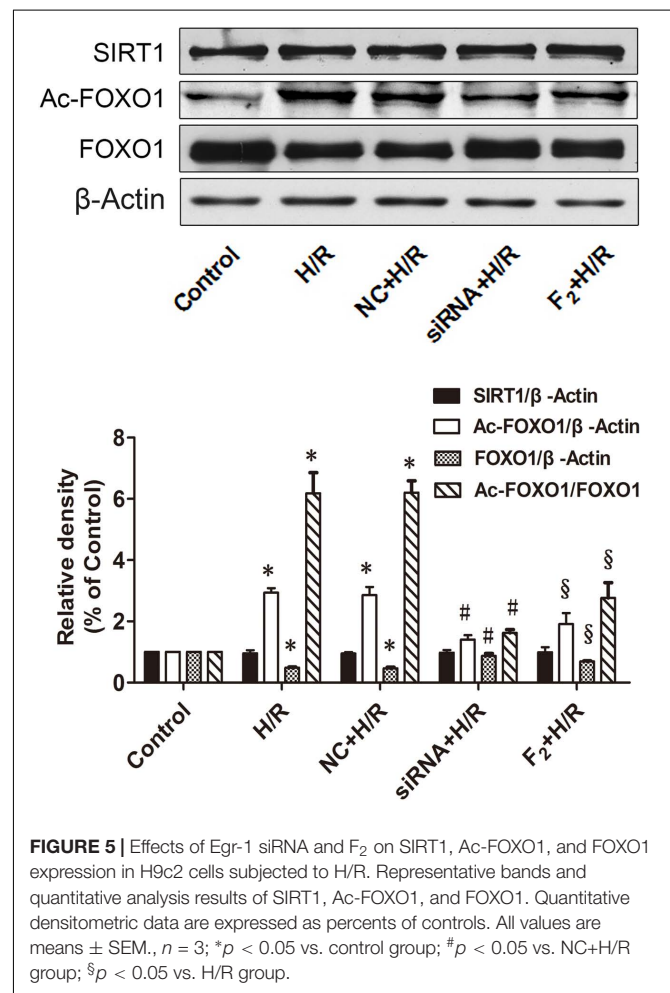 SIRT1
Ac-FOXO1
FOXO1
β-Actin
Control
H/R
NC+H/R
siRNA+H/R
F₂+H/R
SIRT1/β -Actin
Ac-FOXO1/β -Actin
FOXO1/β -Actin
Ac-FOXO1/FOXO1
Relative density
(% of Control)
8
6
4
2
0
* * *
* * *
# # #
§ § §
Control
H/R
NC+H/R
siRNA+H/R
F₂+H/R
FIGURE 5 | Effects of Egr-1 siRNA and F₂ on SIRT1, Ac-FOXO1, and FOXO1
expression in H9c2 cells subjected to H/R. Representative bands and
quantitative analysis results of SIRT1, Ac-FOXO1, and FOXO1. Quantitative
densitometric data are expressed as percents of controls. All values are
means ± SEM., n = 3; *p < 0.05 vs. control group; #p < 0.05 vs. NC+H/R
group; §p < 0.05 vs. H/R group.